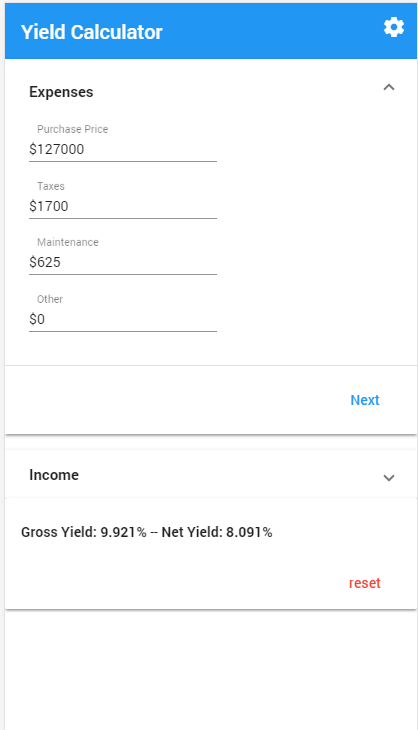 Yield Calculator
Expenses
Purchase Price
$127000
Taxes
$1700
Maintenance
$625
Other
$0
Next
Income
Gross Yield: 9.921% -- Net Yield: 8.091%
reset